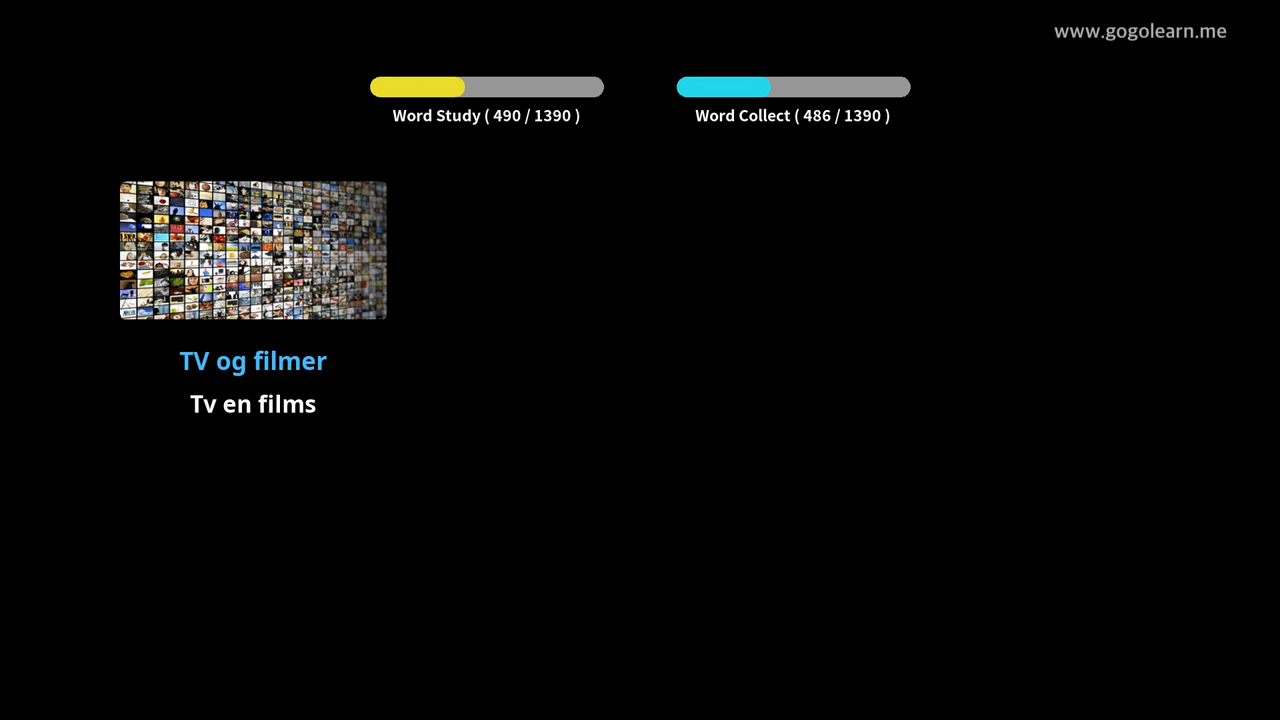 www.gogolearn.me
Word Study ( 490 / 1390 )
Word Collect ( 486 / 1390 )
TV og filmer
Tv en films